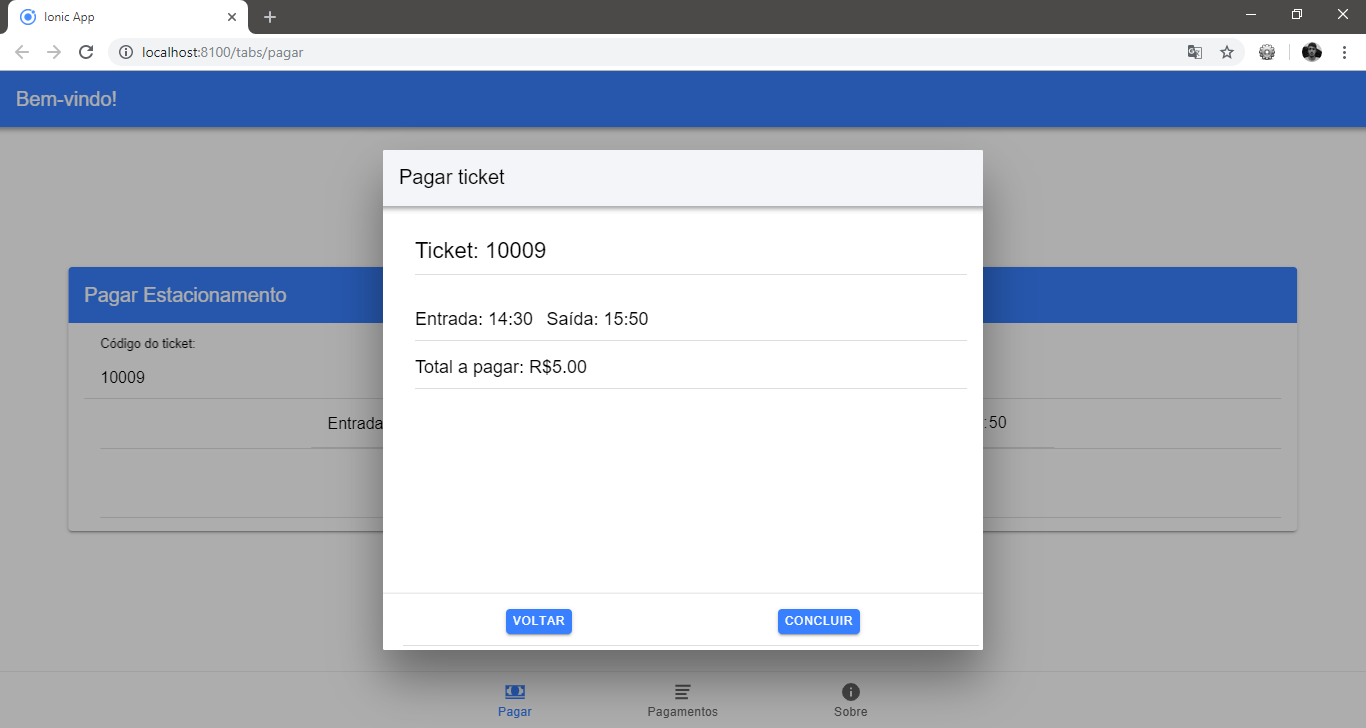 Ionic App
localhost:8100/tabs/pagar
Bem-vindo!
Pagar ticket
Ticket: 10009
Pagar Estacionamento
Entrada: 14:30 Saída: 15:50
Código do ticket:
Total a pagar: R$5.00
10009
Entrada
:50
VOLTAR
CONCLUIR
Pagar
Pagamentos
Sobre